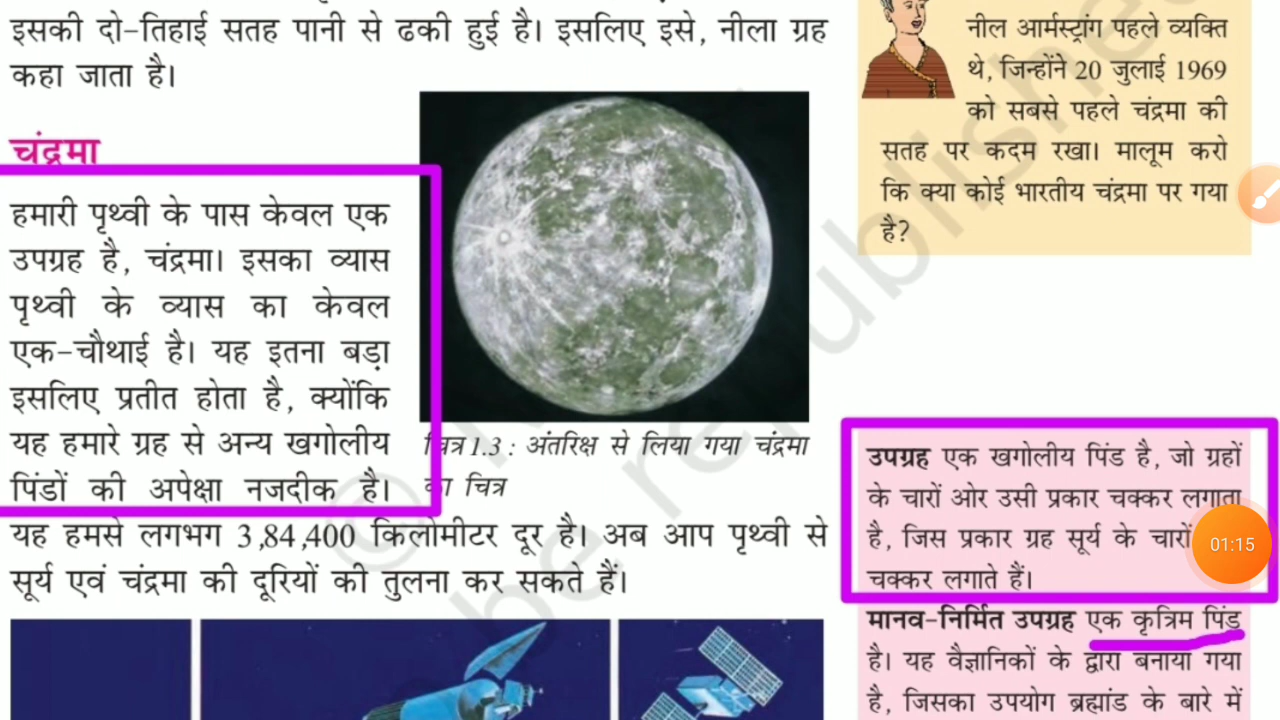 इसकी दो-तिहाई सतह पानी से ढकी हुई है। इसलिए इसे, नीला ग्रह
कहा जाता है।
चंद्रमा
हमारी पृथ्वी के पास केवल एक
उपग्रह है, चंद्रमा। इसका व्यास
पृथ्वी के व्यास का केवल
एक-चौथाई है। यह इतना बड़ा
इसलिए प्रतीत होता है, क्योंकि
यह हमारे ग्रह से अन्य खगोलीय
पिंडों की अपेक्षा नजदीक है।
यह हमसे लगभग 3,84,400 किलोमीटर दूर है। अब आप पृथ्वी से
सूर्य एवं चंद्रमा की दूरियों की तुलना कर सकते हैं।
चित्र 1.3 : अंतरिक्ष से लिया गया चंद्रमा
का चित्र
नील आर्मस्ट्रांग पहले व्यक्ति
थे, जिन्होंने 20 जुलाई 1969
को सबसे पहले चंद्रमा की
सतह पर कदम रखा। मालूम करो
कि क्या कोई भारतीय चंद्रमा पर गया
है?
उपग्रह एक खगोलीय पिंड है, जो ग्रहों
के चारों ओर उसी प्रकार चक्कर लगाता
है, जिस प्रकार ग्रह सूर्य के चारों
चक्कर लगाते हैं।
मानव-निर्मित उपग्रह एक कृत्रिम पिंड
है। यह वैज्ञानिकों के द्वारा बनाया गया
है, जिसका उपयोग ब्रह्मांड के बारे में
01:15
be republished